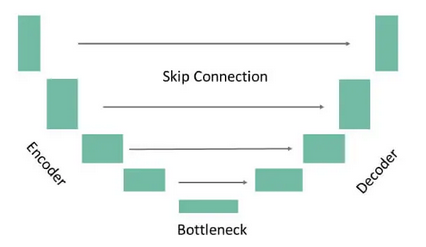 Skip Connection
Encoder
Decoder
Bottleneck